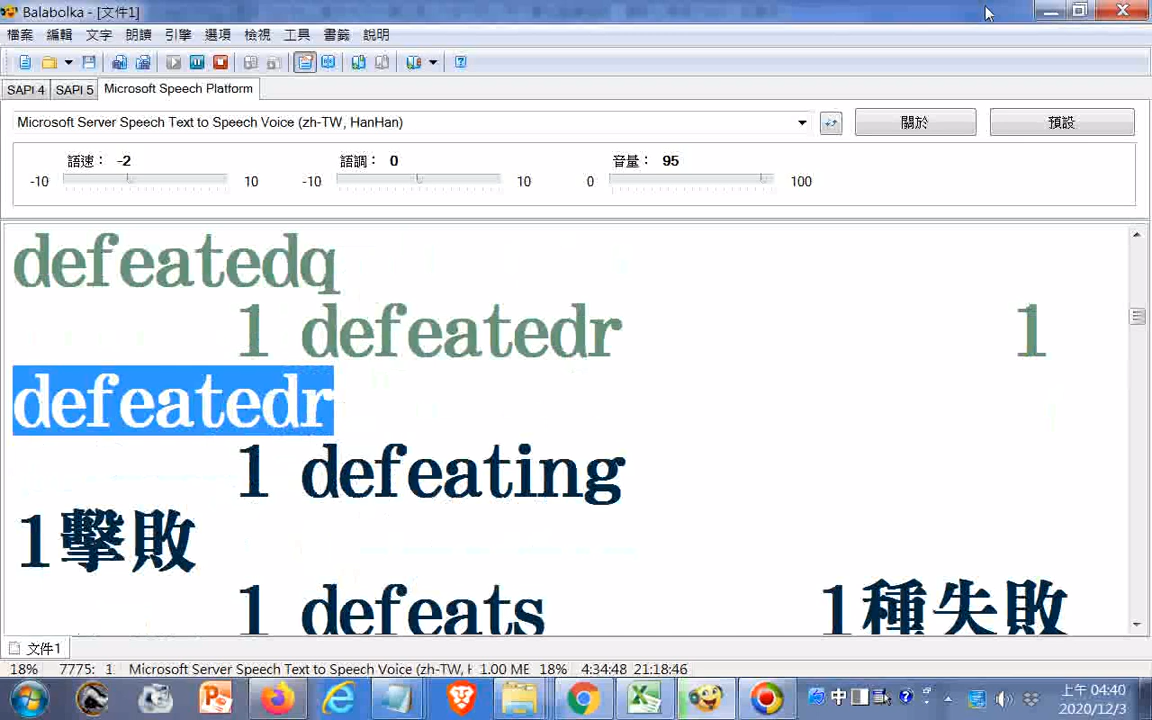 Balabolka - [文件1]
檔案 編輯 文字 朗讀 引擎 選項 檢視 工具 書籤 說明
SAPI 4 SAPI 5 Microsoft Speech Platform
Microsoft Server Speech Text to Speech Voice (zh-TW, HanHan) 關於 預設
語速： -2 語調： 0 音量： 95
-10 10 -10 10 0 100
defeatedq
1 defeatedr 1
defeatedr
1 defeating
1擊敗
1 defeats 1種失敗
文件1
18% 7775: 1 Microsoft Server Speech Text to Speech Voice (zh-TW, 1.00 ME 18% 4:34:48 21:18:46
中 上午 04:40
2020/12/3